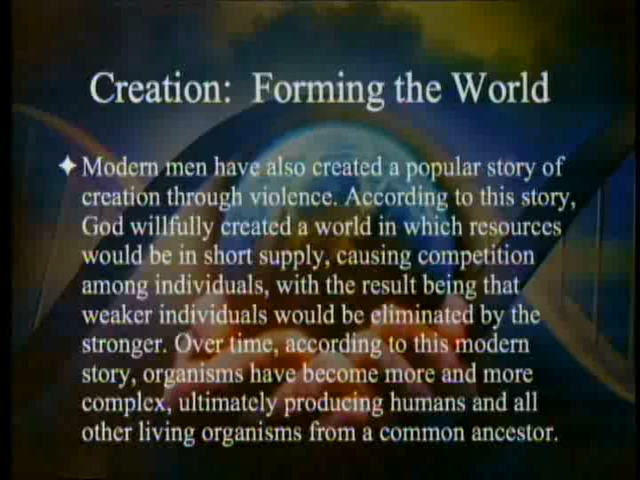 Creation: Forming the World
✦ Modern men have also created a popular story of
creation through violence. According to this story,
God willfully created a world in which resources
would be in short supply, causing competition
among individuals, with the result being that
weaker individuals would be eliminated by the
stronger. Over time, according to this modern
story, organisms have become more and more
complex, ultimately producing humans and all
other living organisms from a common ancestor.